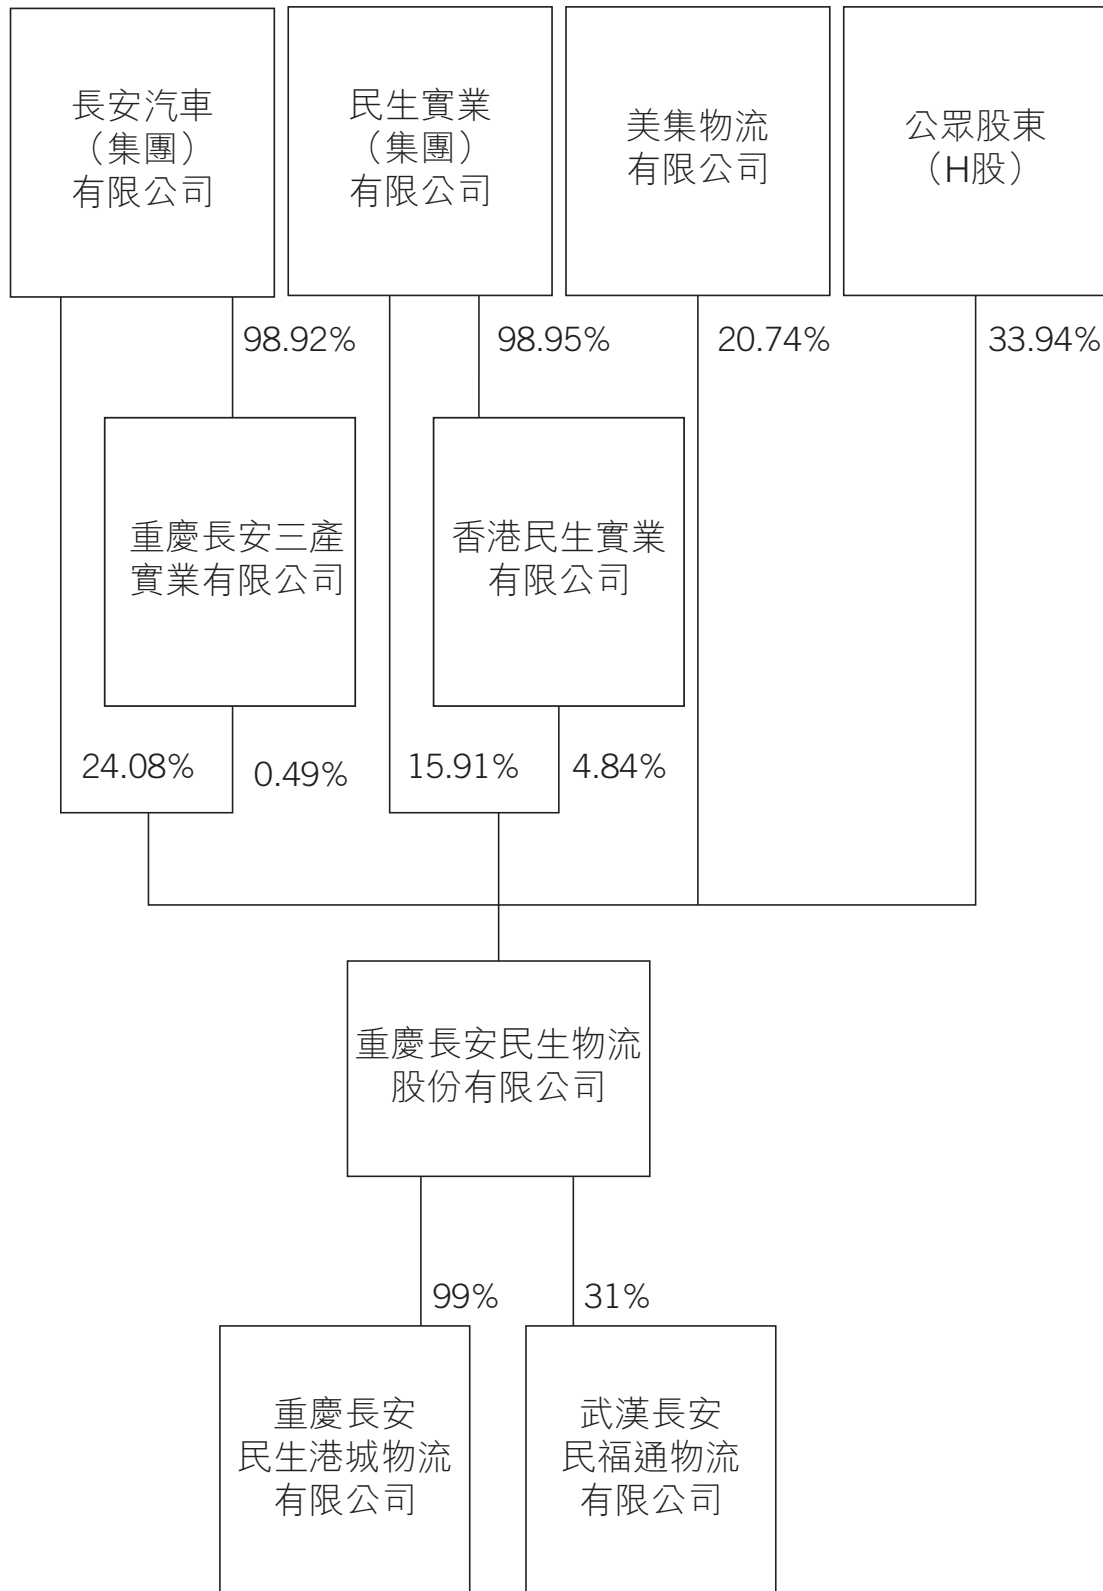 長安汽車
（集團）
有限公司
民生實業
（集團）
有限公司
美集物流
有限公司
公眾股東
（H股）
98.92%
98.95%
20.74%
33.94%
重慶長安三產
實業有限公司
香港民生實業
有限公司
24.08%
0.49%
15.91%
4.84%
重慶長安民生物流
股份有限公司
99%
31%
重慶長安
民生港城物流
有限公司
武漢長安
民福通物流
有限公司